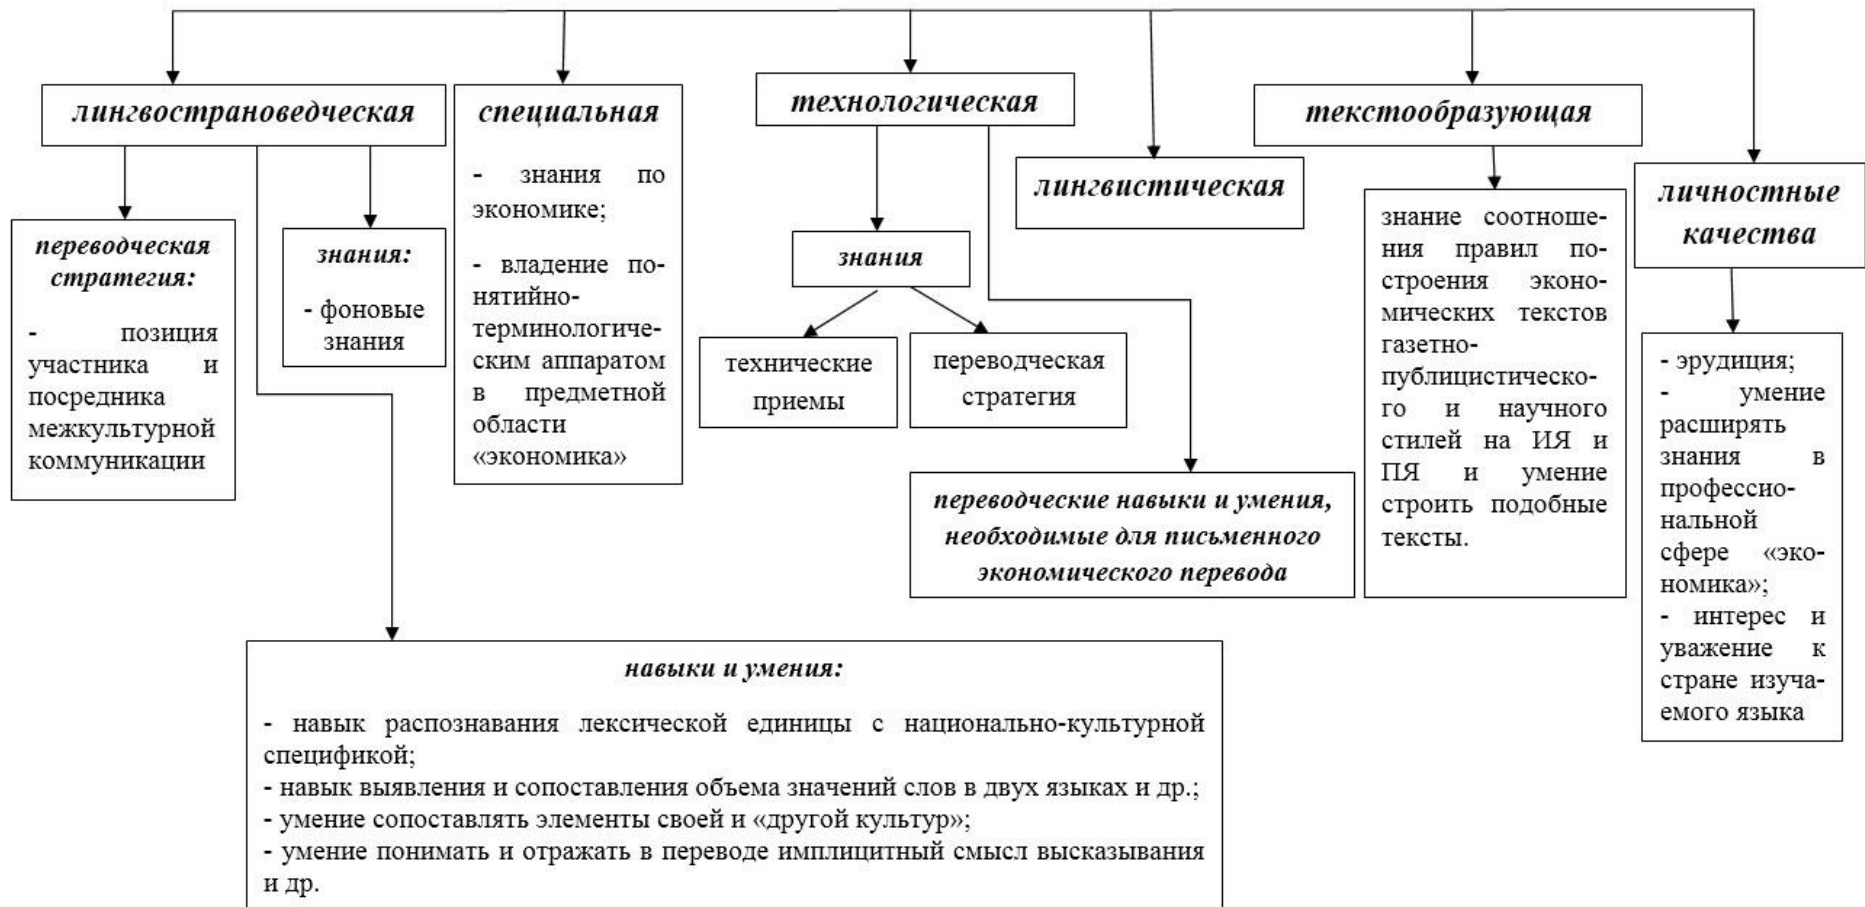 лингвострановедческая
переводческая
стратегия:
- позиция
участника и
посредника
межкультурной
коммуникации
знания:
- фоновые
знания
навыки и умения:
- навык распознавания лексической единицы с национально-культурной
спецификой;
- навык выявления и сопоставления объема значений слов в двух языках и др.;
- умение сопоставлять элементы своей и «другой культур»;
- умение понимать и отражать в переводе имплицитный смысл высказывания
и др.
специальная
- знания по
экономике;
- владение по-
нятийно-
терминологиче-
ским аппаратом
в предметной
области
«экономика»
технологическая
знания
технические
приемы
переводческая
стратегия
переводческие навыки и умения,
необходимые для письменного
экономического перевода
лингвистическая
текстообразующая
знание соотноше-
ния правил по-
строения эконо-
мических текстов
газетно-
публицистическо-
го и научного
стилей на ИЯ и
ПЯ и умение
строить подобные
тексты.
личностные
качества
- эрудиция;
- умение
расширять
знания в
профессио-
нальной
сфере «эко-
номика»;
- интерес и
уважение к
стране изуча-
емого языка